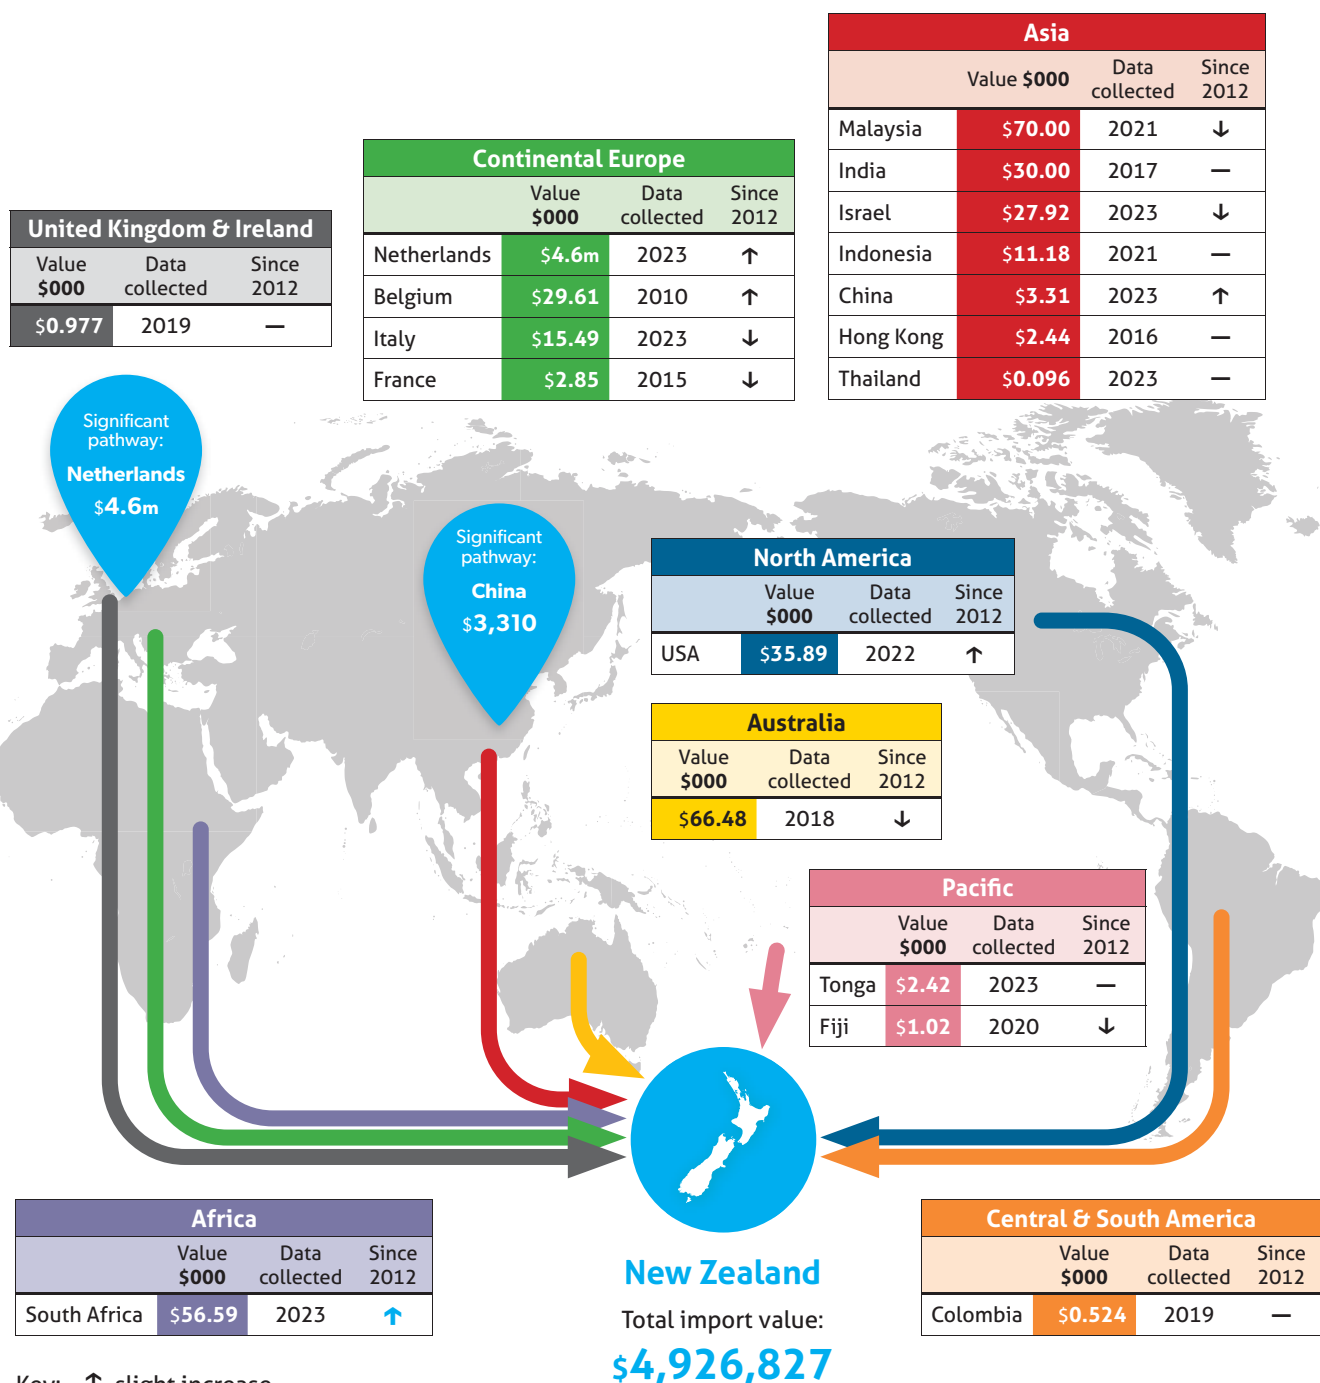 Asia
Value $000 Data collected Since 2012
Malaysia $70.00 2021 ↓
India $30.00 2017 —
Israel $27.92 2023 ↓
Indonesia $11.18 2021 —
China $3.31 2023 ↑
Hong Kong $2.44 2016 —
Thailand $0.096 2023 —
Continental Europe
Value $000 Data collected Since 2012
Netherlands $4.6m 2023 ↑
Belgium $29.61 2010 ↑
Italy $15.49 2023 ↓
France $2.85 2015 ↓
United Kingdom & Ireland
Value $000 Data collected Since 2012
$0.977 2019 —
Significant
pathway:
Netherlands
$4.6m
Significant
pathway:
China
$3,310
North America
Value $000 Data collected Since 2012
USA $35.89 2022 ↑
Australia
Value $000 Data collected Since 2012
$66.48 2018 ↓
Pacific
Value $000 Data collected Since 2012
Tonga $2.42 2023 —
Fiji $1.02 2020 ↓
Africa
Value $000 Data collected Since 2012
South Africa $56.59 2023 ↑
New Zealand
Total import value:
$4,926,827
Central & South America
Value $000 Data collected Since 2012
Colombia $0.524 2019 —
Key: ↑ slight increase